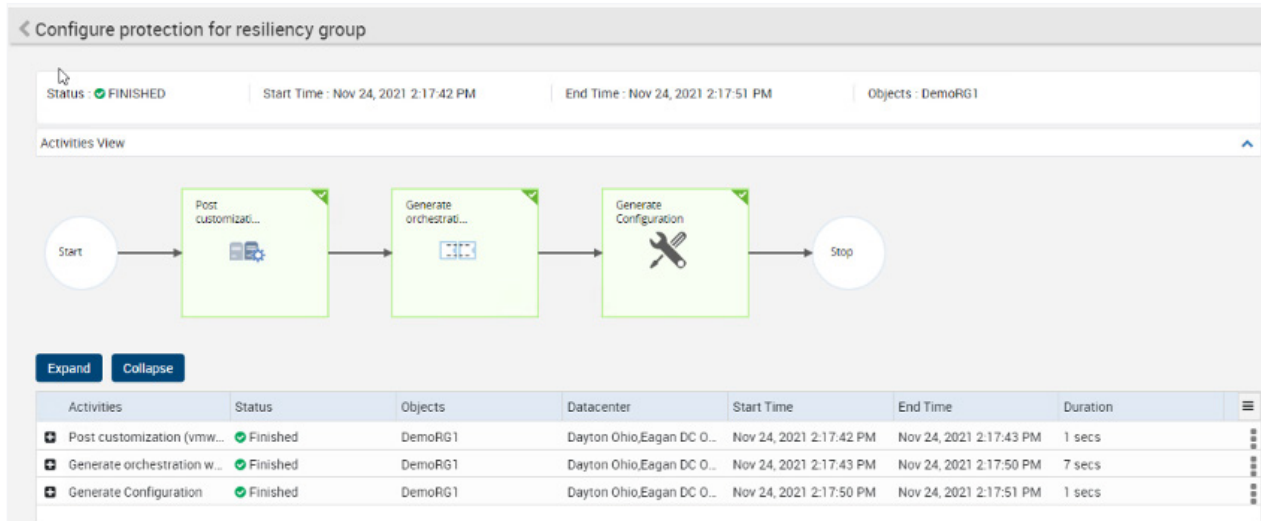 Configure protection for resiliency group
Status : FINISHED Start Time : Nov 24, 2021 2:17:42 PM End Time : Nov 24, 2021 2:17:51 PM Objects : DemoRG1
Activities View
Start
Post
customizati...
Generate
orchestrati...
Generate
Configuration
Stop
Expand Collapse
Activities Status Objects Datacenter Start Time End Time Duration
Post customization (vmw... Finished DemoRG1 Dayton Ohio,Eagan DC O... Nov 24, 2021 2:17:42 PM Nov 24, 2021 2:17:43 PM 1 secs
Generate orchestration w... Finished DemoRG1 Dayton Ohio,Eagan DC O... Nov 24, 2021 2:17:43 PM Nov 24, 2021 2:17:50 PM 7 secs
Generate Configuration Finished DemoRG1 Dayton Ohio,Eagan DC O... Nov 24, 2021 2:17:50 PM Nov 24, 2021 2:17:51 PM 1 secs